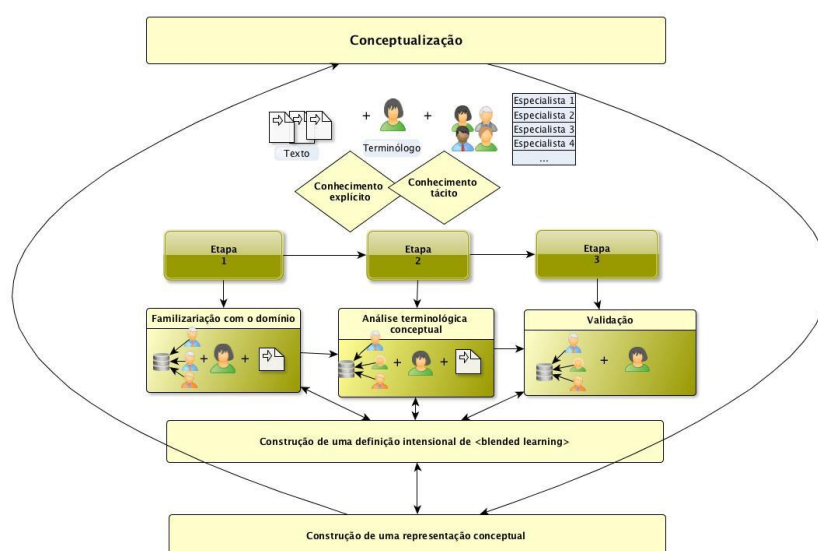 Conceptualização
Especialista 1
Especialista 2
Especialista 3
Especialista 4
...
+
+
Texto
Terminólogo
Conhecimento
explícito
Conhecimento
tácito
Etapa
1
Etapa
2
Etapa
3
Familizariação com o domínio
+ +
Análise terminológica
conceptual
+ +
Validação
+
Construção de uma definição intensional de <blended learning>
Construção de uma representação conceptual